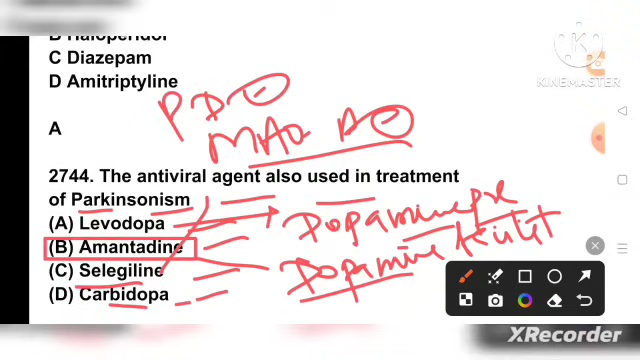 B Haloperidol
C Diazepam
D Amitriptyline
A
PD
MAO
2744. The antiviral agent also used in treatment
of Parkinsonism
(A) Levodopa
(B) Amantadine
(C) Selegiline
(D) Carbidopa
Dopamine
KINEMASTER
XRecorder